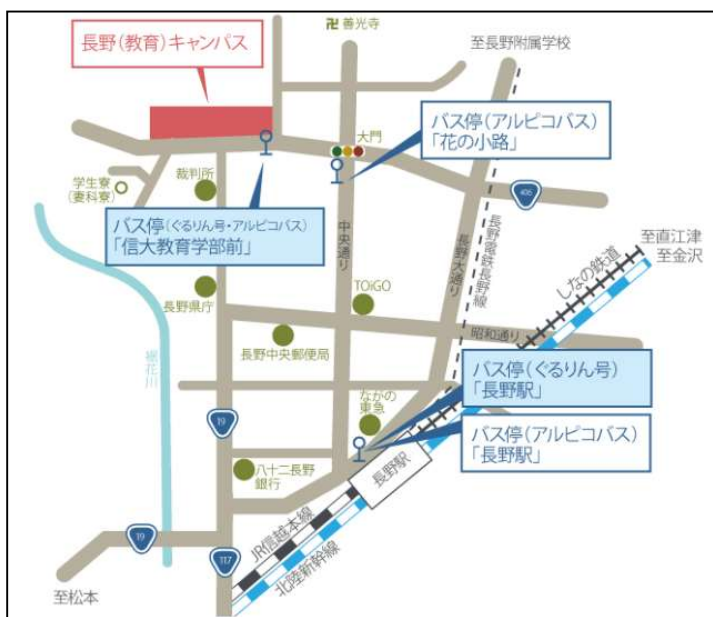 卍善光寺
至長野附属学校
長野(教育)キャンパス
バス停(アルピコバス)
「花の小路」
大門
406
学生寮
(妻科寮)
裁判所
バス停(ぐるりん号・アルピコバス)
「信大教育学部前」
中央通り
長野大通り
長野電鉄長野線
至直江津
至金沢
しなの鉄道
TOiGO
長野県庁
昭和通り
長野中央郵便局
裾花川
バス停(ぐるりん号)
「長野駅」
ながの
東急
バス停(アルピコバス)
「長野駅」
19
八十二長野
銀行
長野駅
JR信越本線
北陸新幹線
19
117
至松本